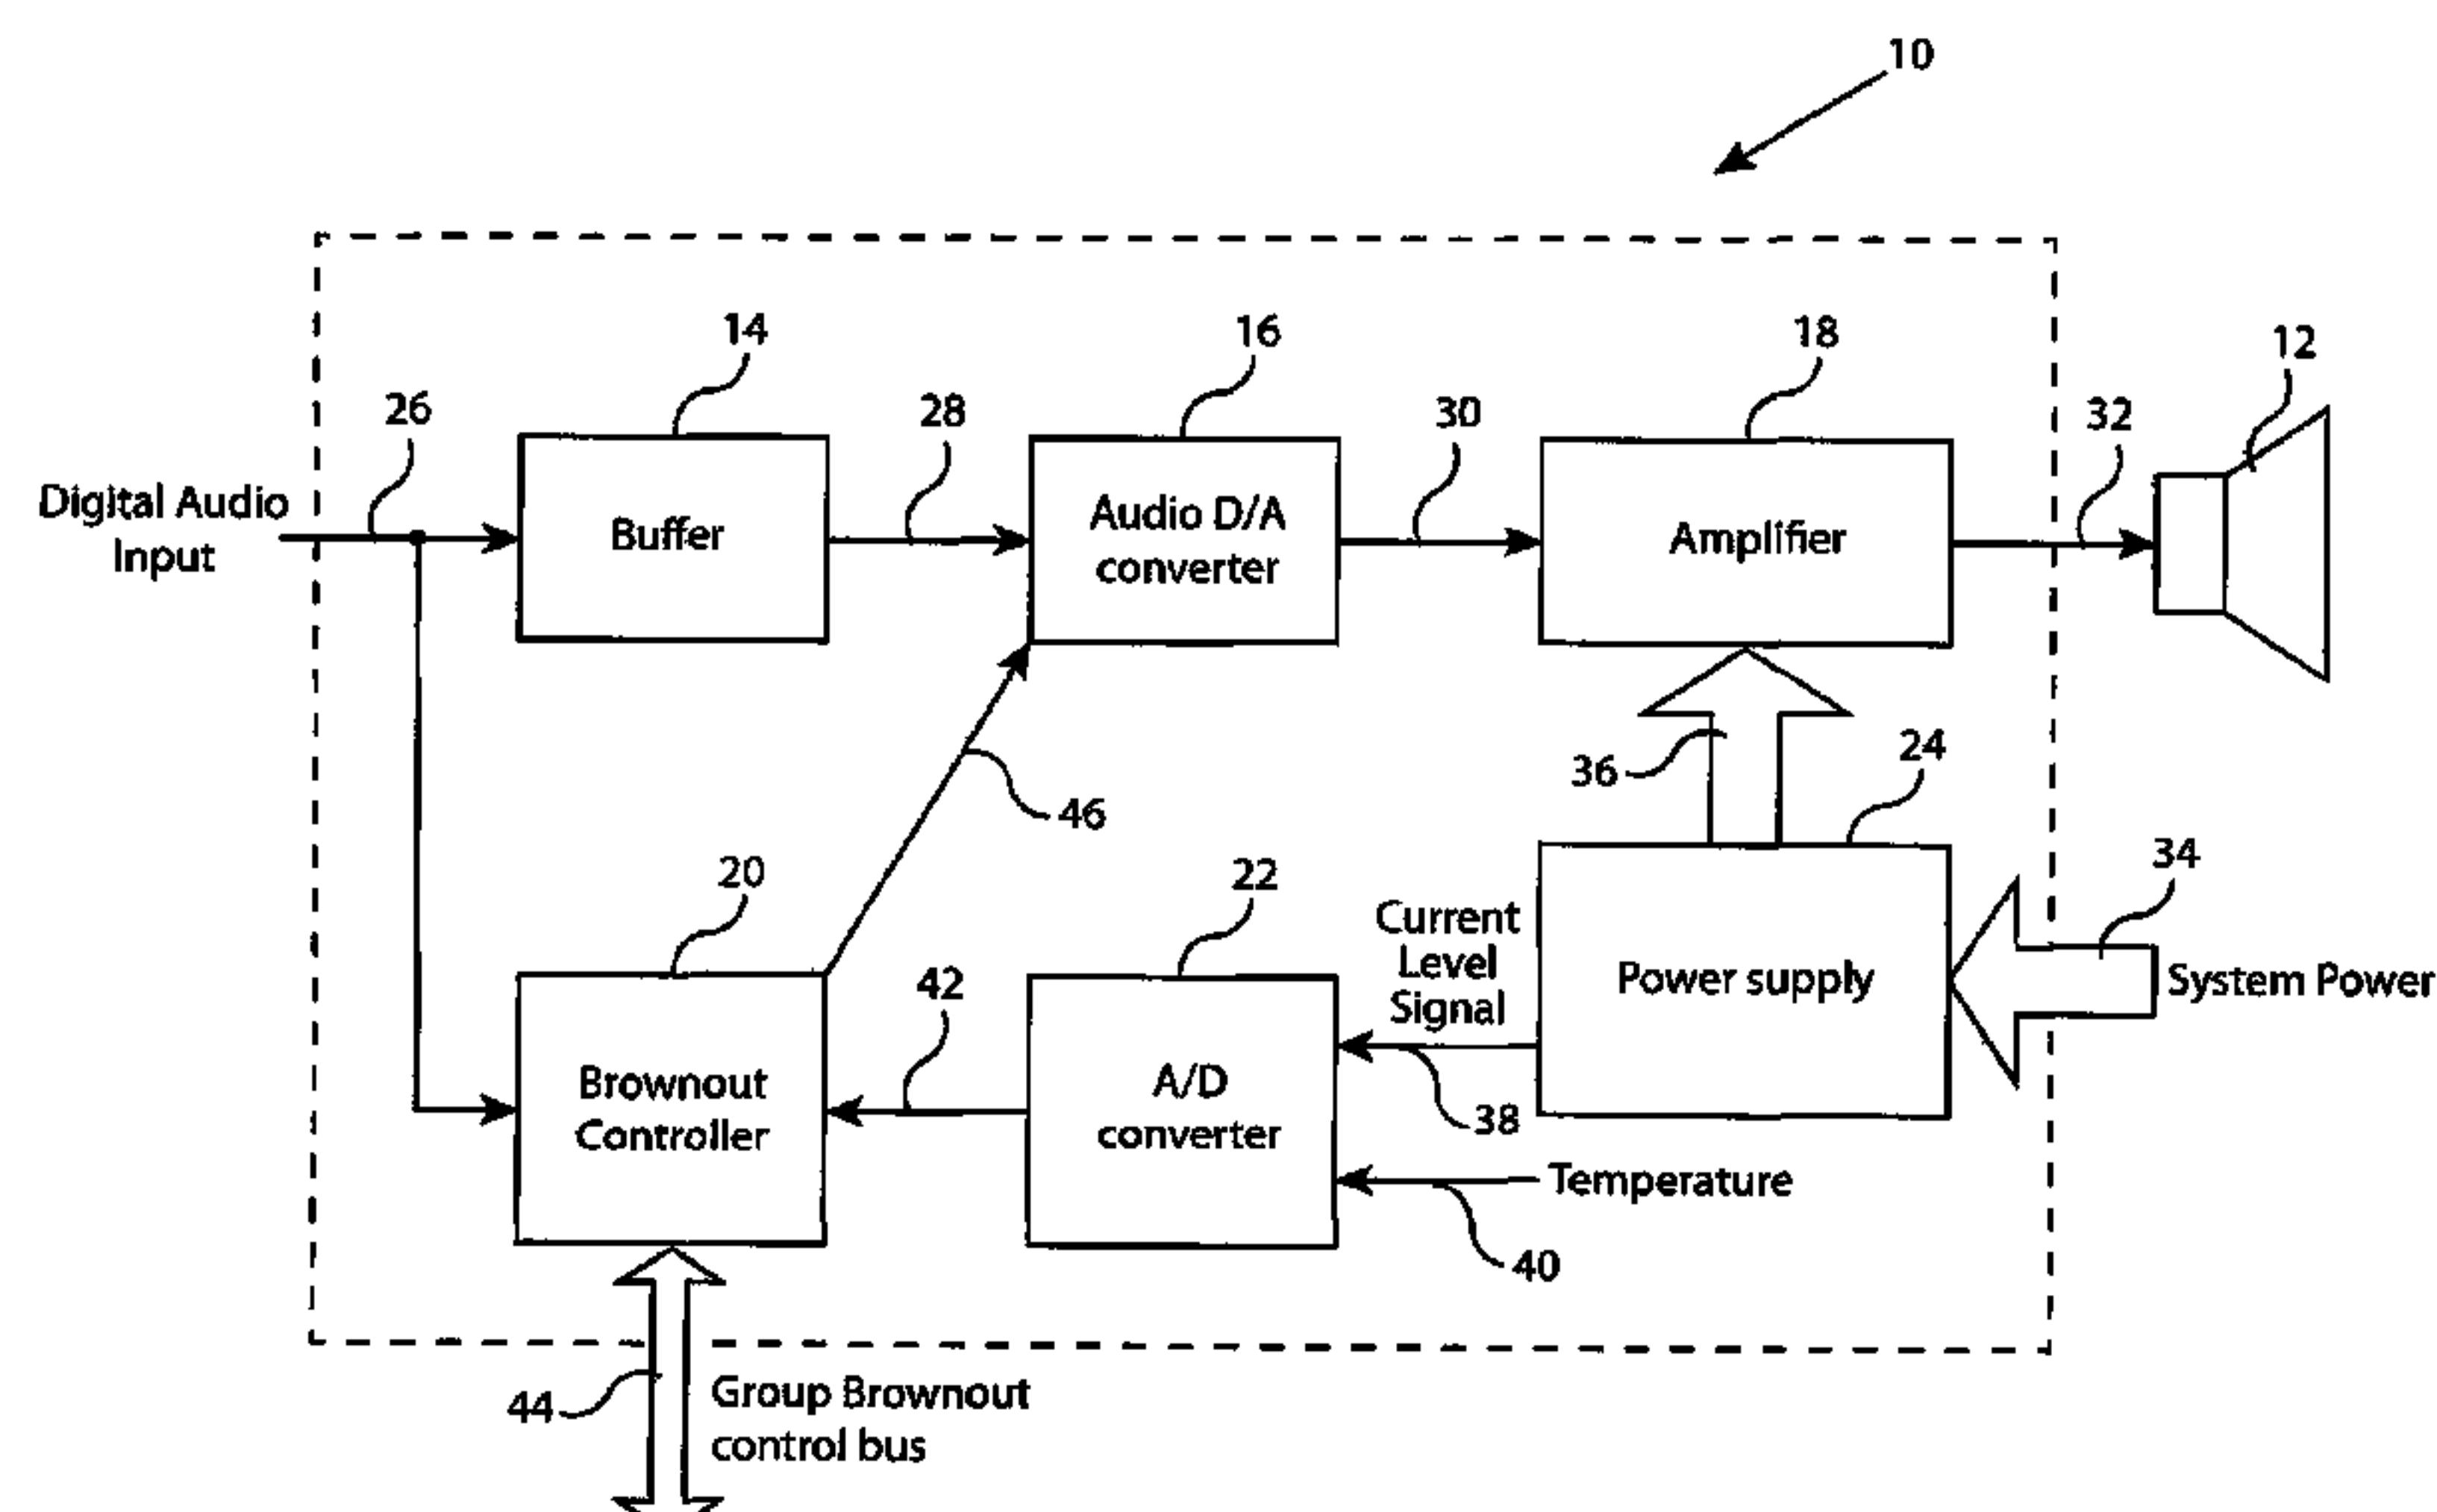 10
14
16
18
12
26
28
30
32
Digital Audio
Input
Buffer
Audio D/A
converter
Amplifier
36
24
46
34
20
22
42
Current
Level
Signal
Power supply
System Power
Brownout
Controller
A/D
converter
38
Temperature
40
44
Group Brownout
control bus